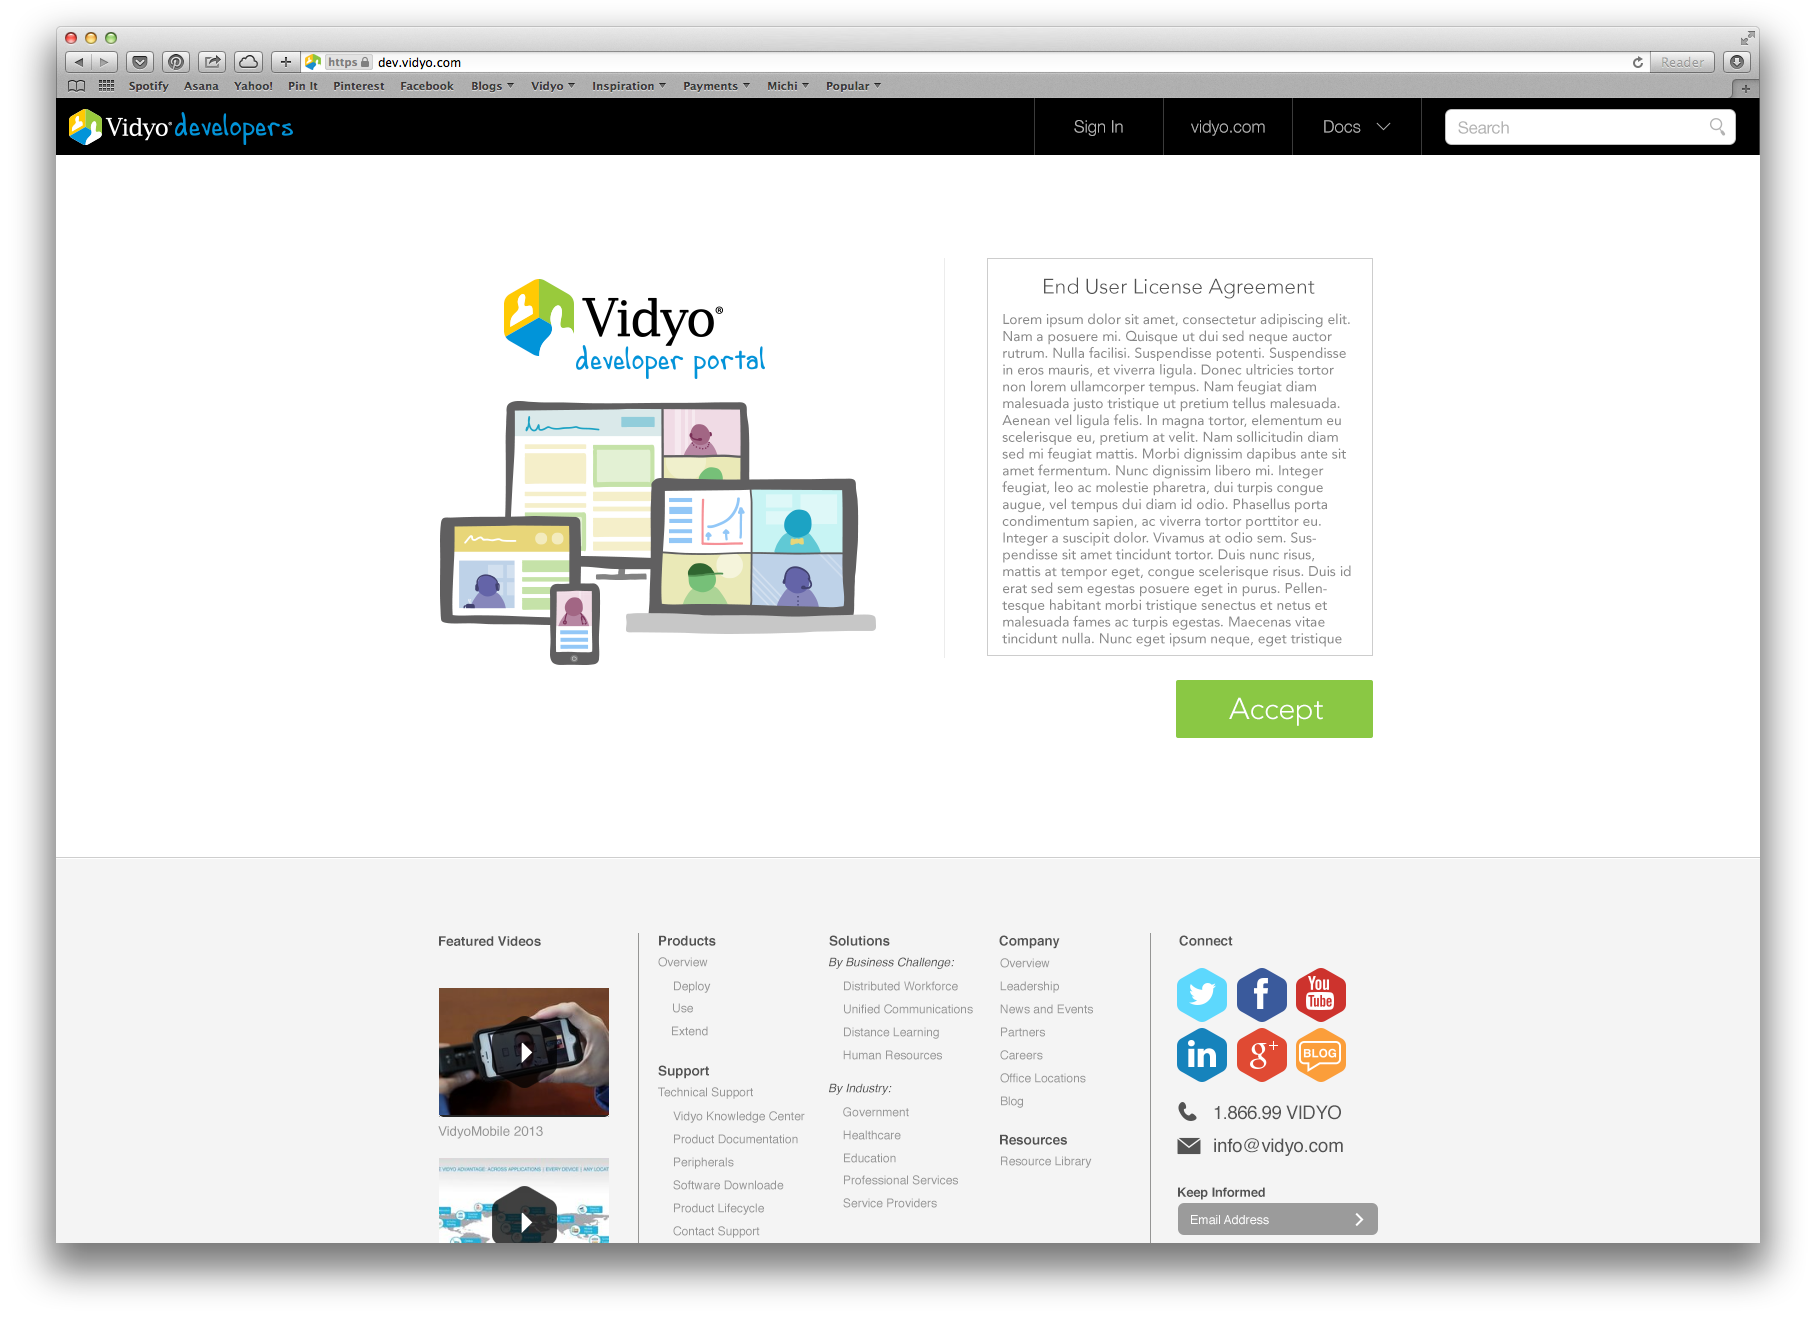 https dev.vidyo.com
Reader
Spotify Asana Yahoo! Pin It Pinterest Facebook Blogs Vidyo Inspiration Payments Michi Popular
Vidyo® developers
Sign In
vidyo.com
Docs
Search
Vidyo®
developer portal
End User License Agreement
Lorem ipsum dolor sit amet, consectetur adipiscing elit.
Nam a posuere mi. Quisque ut dui sed neque auctor
rutrum. Nulla facilisi. Suspendisse potenti. Suspendisse
in eros mauris, et viverra ligula. Donec ultricies tortor
non lorem ullamcorper tempus. Nam feugiat diam
malesuada justo tristique ut pretium tellus malesuada.
Aenean vel ligula felis. In magna tortor, elementum eu
scelerisque eu, pretium at velit. Nam sollicitudin diam
sed mi feugiat mattis. Morbi dignissim dapibus ante sit
amet fermentum. Nunc dignissim libero mi. Integer
feugiat, leo ac molestie pharetra, dui turpis congue
augue, vel tempus dui diam id odio. Phasellus porta
condimentum sapien, ac viverra tortor porttitor eu.
Integer a suscipit dolor. Vivamus at odio sem. Sus-
pendisse sit amet tincidunt tortor. Duis nunc risus,
mattis at tempor eget, congue scelerisque risus. Duis id
erat sed sem egestas posuere eget in purus. Pellen-
tesque habitant morbi tristique senectus et netus et
malesuada fames ac turpis egestas. Maecenas vitae
tincidunt nulla. Nunc eget ipsum neque, eget tristique
Accept
Featured Videos
VidyoMobile 2013
E VIDYO ADVANTAGE: ACROSS APPLICATIONS | EVERY DEVICE | ANY LOCAT
Products
Overview
Deploy
Use
Extend
Support
Technical Support
Vidyo Knowledge Center
Product Documentation
Peripherals
Software Downloade
Product Lifecycle
Contact Support
Solutions
By Business Challenge:
Distributed Workforce
Unified Communications
Distance Learning
Human Resources
By Industry:
Government
Healthcare
Education
Professional Services
Service Providers
Company
Overview
Leadership
News and Events
Partners
Careers
Office Locations
Blog
Resources
Resource Library
Connect
You
Tube
in
g+
BLOG
1.866.99 VIDYO
info@vidyo.com
Keep Informed
Email Address